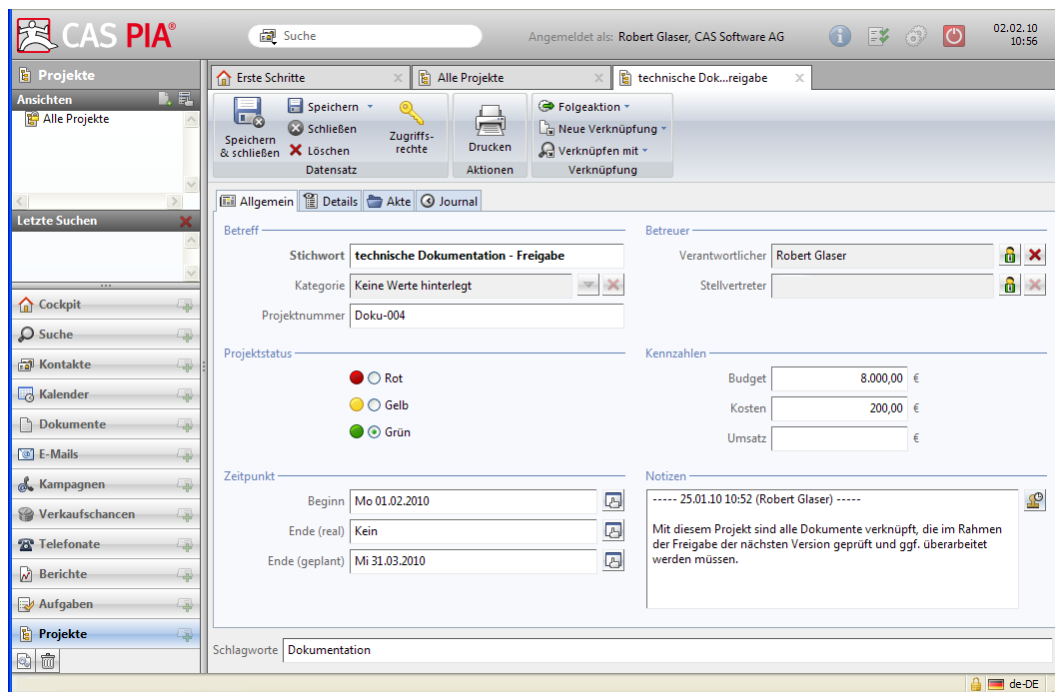 CAS PIA®
Suche
Angemeldet als: Robert Glaser, CAS Software AG
02.02.10
10:56
Projekte
Ansichten
Alle Projekte
Letzte Suchen
Cockpit
Suche
Kontakte
Kalender
Dokumente
E-Mails
Kampagnen
Verkaufschancen
Telefonate
Berichte
Aufgaben
Projekte
Erste Schritte
Alle Projekte
technische Dok...reigabe
Speichern
& schließen
Speichern
Schließen
Löschen
Zugriffs-
rechte
Datensatz
Drucken
Aktionen
Folgeaktion
Neue Verknüpfung
Verknüpfen mit
Verknüpfung
Allgemein
Details
Akte
Journal
Betreff
Stichwort technische Dokumentation - Freigabe
Kategorie Keine Werte hinterlegt
Projektnummer Doku-004
Betreuer
Verantwortlicher Robert Glaser
Stellvertreter
Projektstatus
Rot
Gelb
Grün
Kennzahlen
Budget 8.000,00 €
Kosten 200,00 €
Umsatz €
Zeitpunkt
Beginn Mo 01.02.2010
Ende (real) Kein
Ende (geplant) Mi 31.03.2010
Notizen
----- 25.01.10 10:52 (Robert Glaser) -----
Mit diesem Projekt sind alle Dokumente verknüpft, die im Rahmen
der Freigabe der nächsten Version geprüft und ggf. überarbeitet
werden müssen.
Schlagworte Dokumentation
de-DE